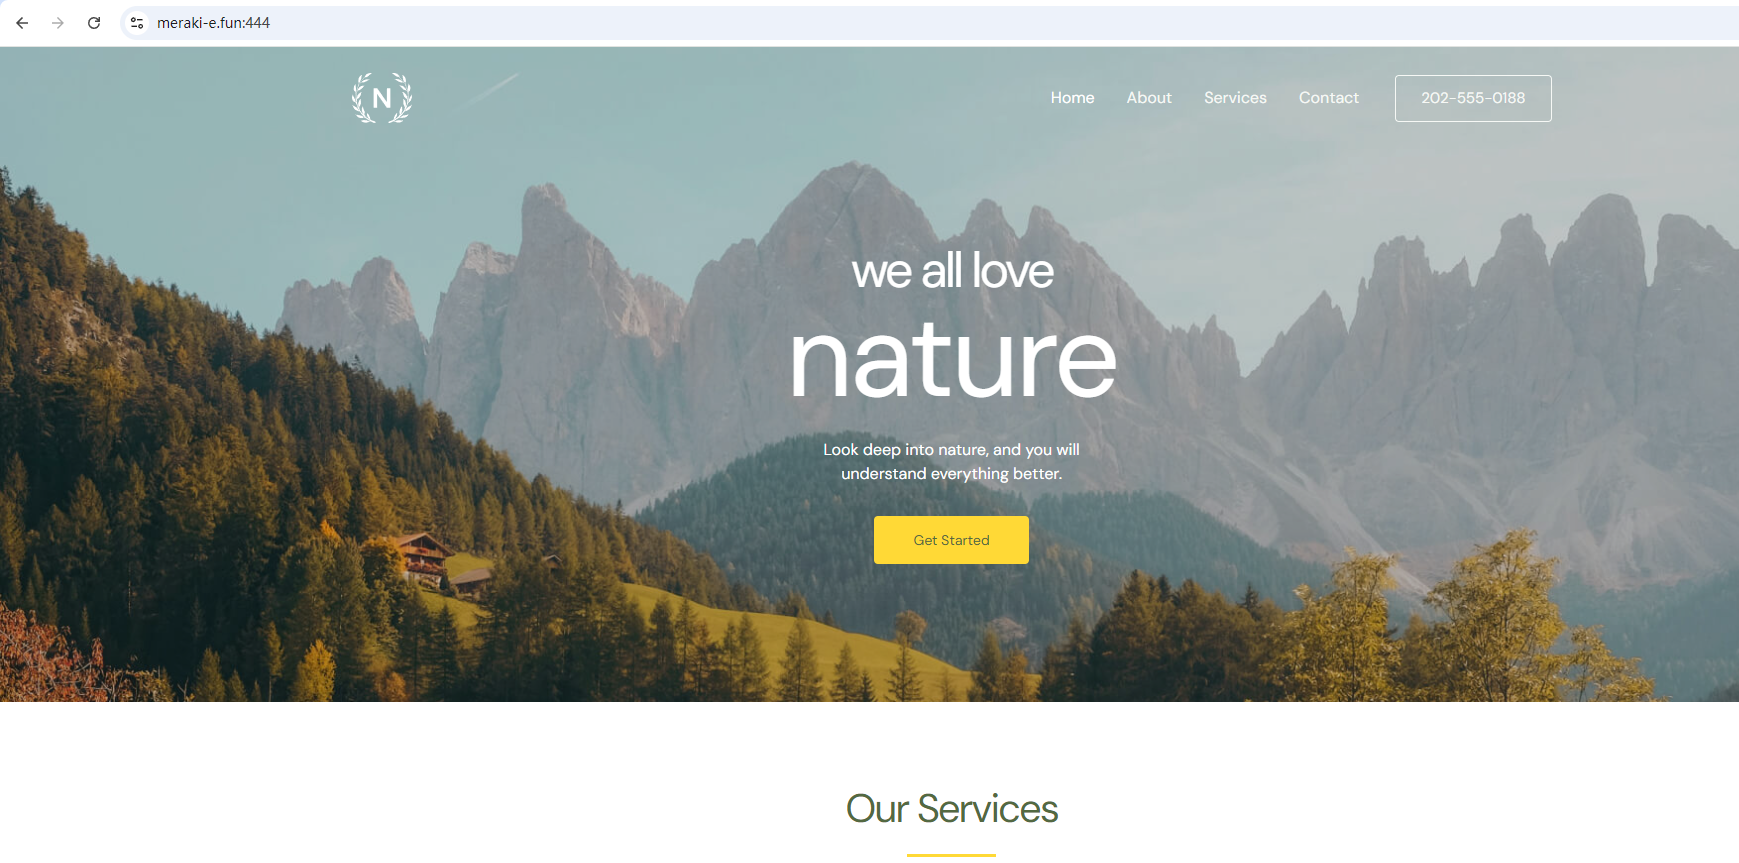 meraki-e.fun:444
N
Home
About
Services
Contact
202-555-0188
we all love
nature
Look deep into nature, and you will
understand everything better.
Get Started
Our Services